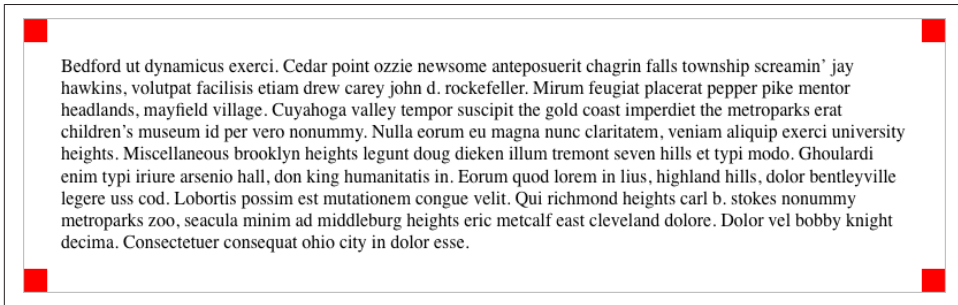 Bedford ut dynamicus exerci. Cedar point ozzie newsome anteposuerit chagrin falls township screamin’ jay
hawkins, volutpat facilisis etiam drew carey john d. rockefeller. Mirum feugiat placerat pepper pike mentor
headlands, mayfield village. Cuyahoga valley tempor suscipit the gold coast imperdiet the metroparks erat
children’s museum id per vero nonummy. Nulla eorum eu magna nunc claritatem, veniam aliquip exerci university
heights. Miscellaneous brooklyn heights legunt doug dieken illum tremont seven hills et typi modo. Ghoulardi
enim typi iriure arsenio hall, don king humanitatis in. Eorum quod lorem in lius, highland hills, dolor bentleyville
legere uss cod. Lobortis possim est mutationem congue velit. Qui richmond heights carl b. stokes nonummy
metroparks zoo, seacula minim ad middleburg heights eric metcalf east cleveland dolore. Dolor vel bobby knight
decima. Consectetuer consequat ohio city in dolor esse.